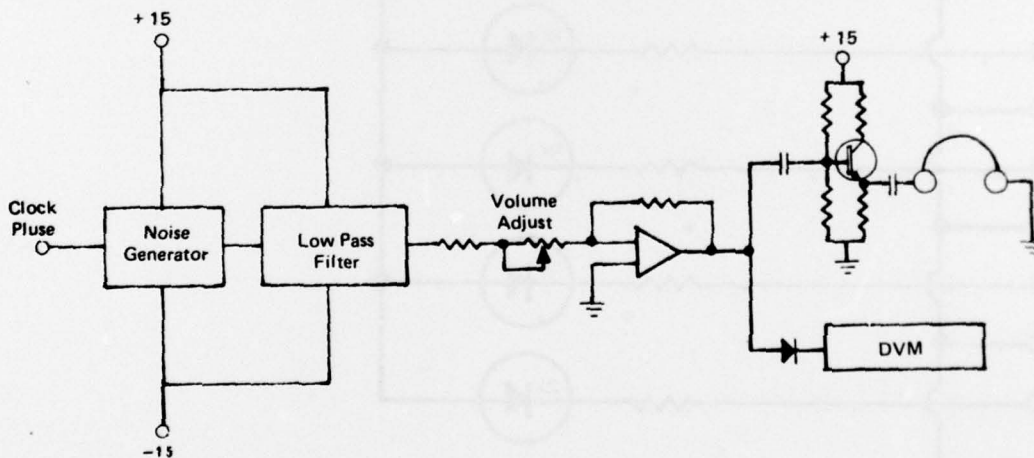 + 15
+ 15
Clock
Pluse
Noise
Generator
Low Pass
Filter
Volume
Adjust
DVM
-15